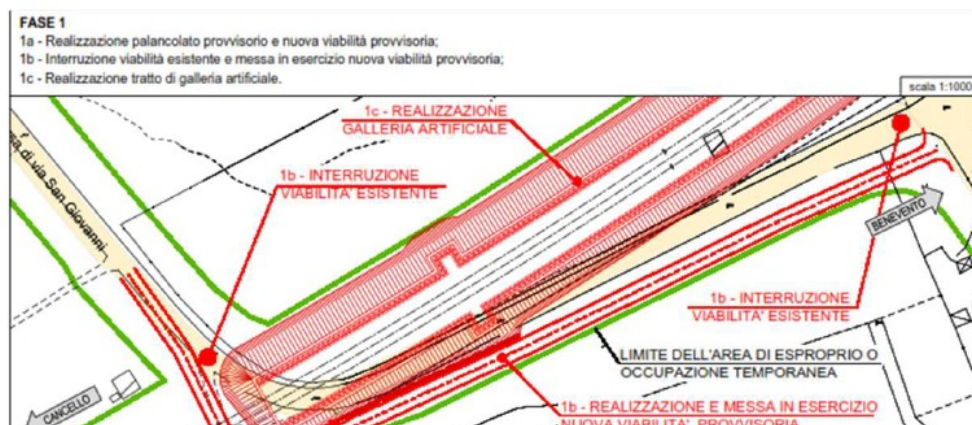 FASE 1
1a - Realizzazione palancolato provvisorio e nuova viabilità provvisoria;
1b - Interruzione viabilità esistente e messa in esercizio nuova viabilità provvisoria;
1c - Realizzazione tratto di galleria artificiale.
scala 1:1000
1c - REALIZZAZIONE
GALLERIA ARTIFICIALE
1b - INTERRUZIONE
VIABILITA' ESISTENTE
di via San Giovanni
BENEVENTO
1b - INTERRUZIONE
VIABILITA' ESISTENTE
LIMITE DELL'AREA DI ESPROPRIO O
OCCUPAZIONE TEMPORANEA
CANCELLO
1b - REALIZZAZIONE E MESSA IN ESERCIZIO
NUOVA VIABILITA' PROVVISORIA